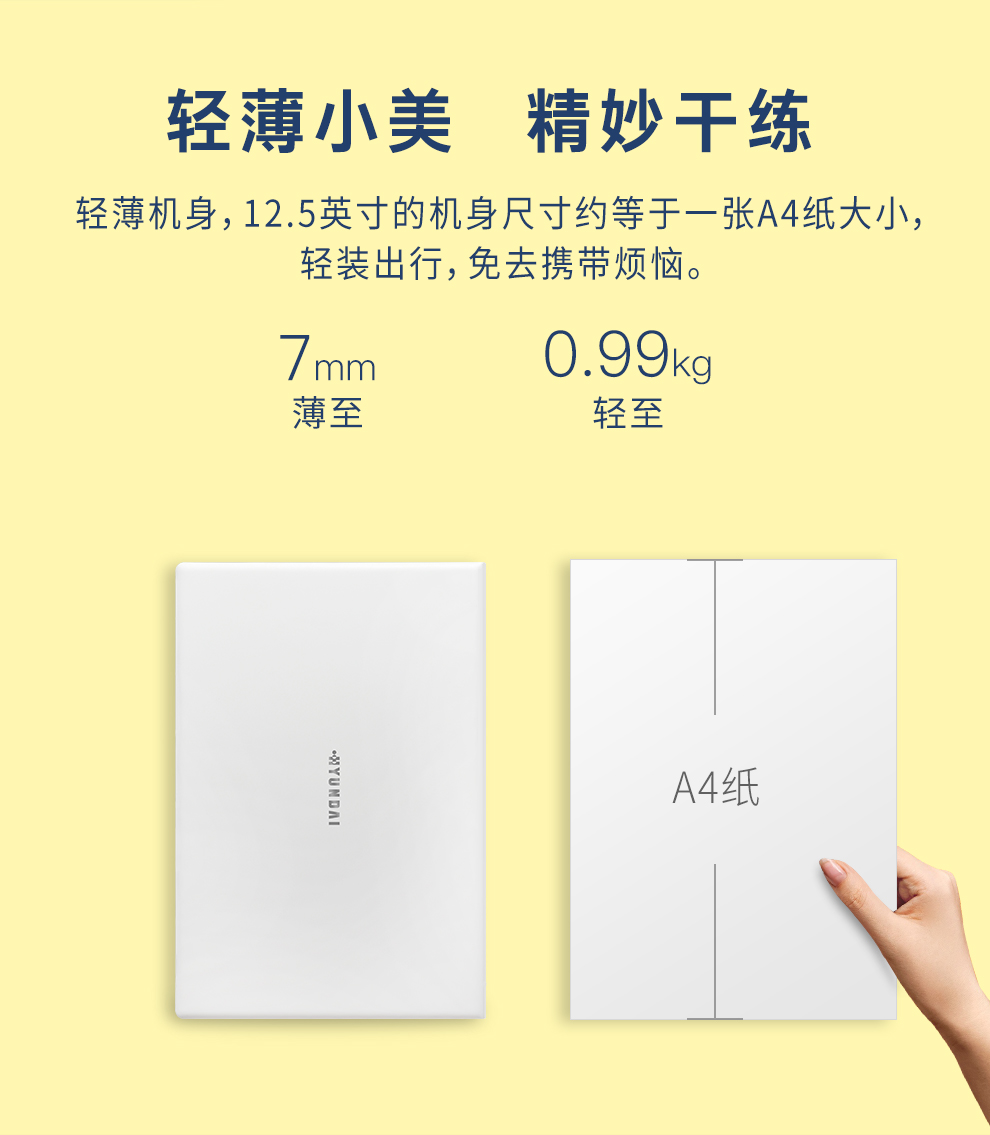 轻薄小美 精妙干练
轻薄机身，12.5英寸的机身尺寸约等于一张A4纸大小，
轻装出行，免去携带烦恼。
7mm
薄至
0.99kg
轻至
HYUNDAI
A4纸